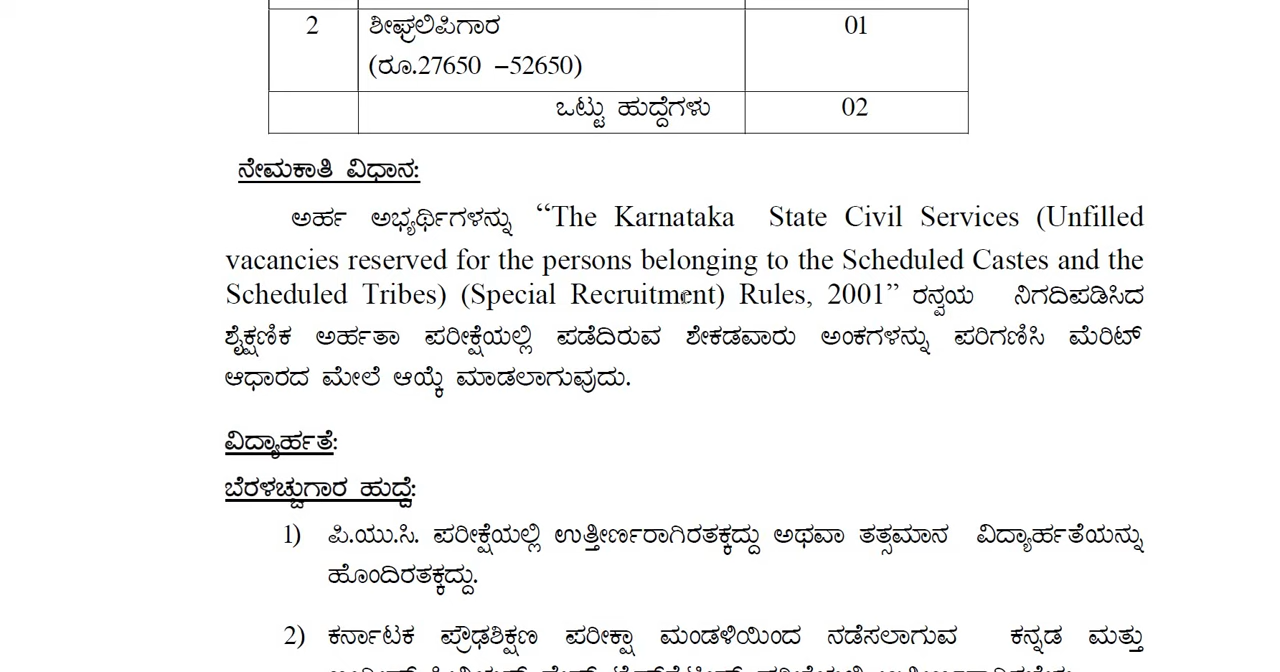 2 ಶೀಘ್ರಲಿಪಿಗಾರ 01
(ರೂ.27650 –52650)
ಒಟ್ಟು ಹುದ್ದೆಗಳು 02
ನೇಮಕಾತಿ ವಿಧಾನ:
ಅರ್ಹ ಅಭ್ಯರ್ಥಿಗಳನ್ನು “The Karnataka State Civil Services (Unfilled
vacancies reserved for the persons belonging to the Scheduled Castes and the
Scheduled Tribes) (Special Recruitment) Rules, 2001” ರನ್ವಯ ನಿಗದಿಪಡಿಸಿದ
ಶೈಕ್ಷಣಿಕ ಅರ್ಹತಾ ಪರೀಕ್ಷೆಯಲ್ಲಿ ಪಡೆದಿರುವ ಶೇಕಡವಾರು ಅಂಕಗಳನ್ನು ಪರಿಗಣಿಸಿ ಮೆರಿಟ್
ಆಧಾರದ ಮೇಲೆ ಆಯ್ಕೆ ಮಾಡಲಾಗುವುದು.
ವಿದ್ಯಾರ್ಹತೆ:
ಬೆರಳಚ್ಚುಗಾರ ಹುದ್ದೆ:
1) ಪಿ.ಯು.ಸಿ. ಪರೀಕ್ಷೆಯಲ್ಲಿ ಉತ್ತೀರ್ಣರಾಗಿರತಕ್ಕದ್ದು ಅಥವಾ ತತ್ಸಮಾನ ವಿದ್ಯಾರ್ಹತೆಯನ್ನು
ಹೊಂದಿರತಕ್ಕದ್ದು.
2) ಕರ್ನಾಟಕ ಪ್ರೌಢಶಿಕ್ಷಣ ಪರೀಕ್ಷಾ ಮಂಡಳಿಯಿಂದ ನಡೆಸಲಾಗುವ ಕನ್ನಡ ಮತ್ತು